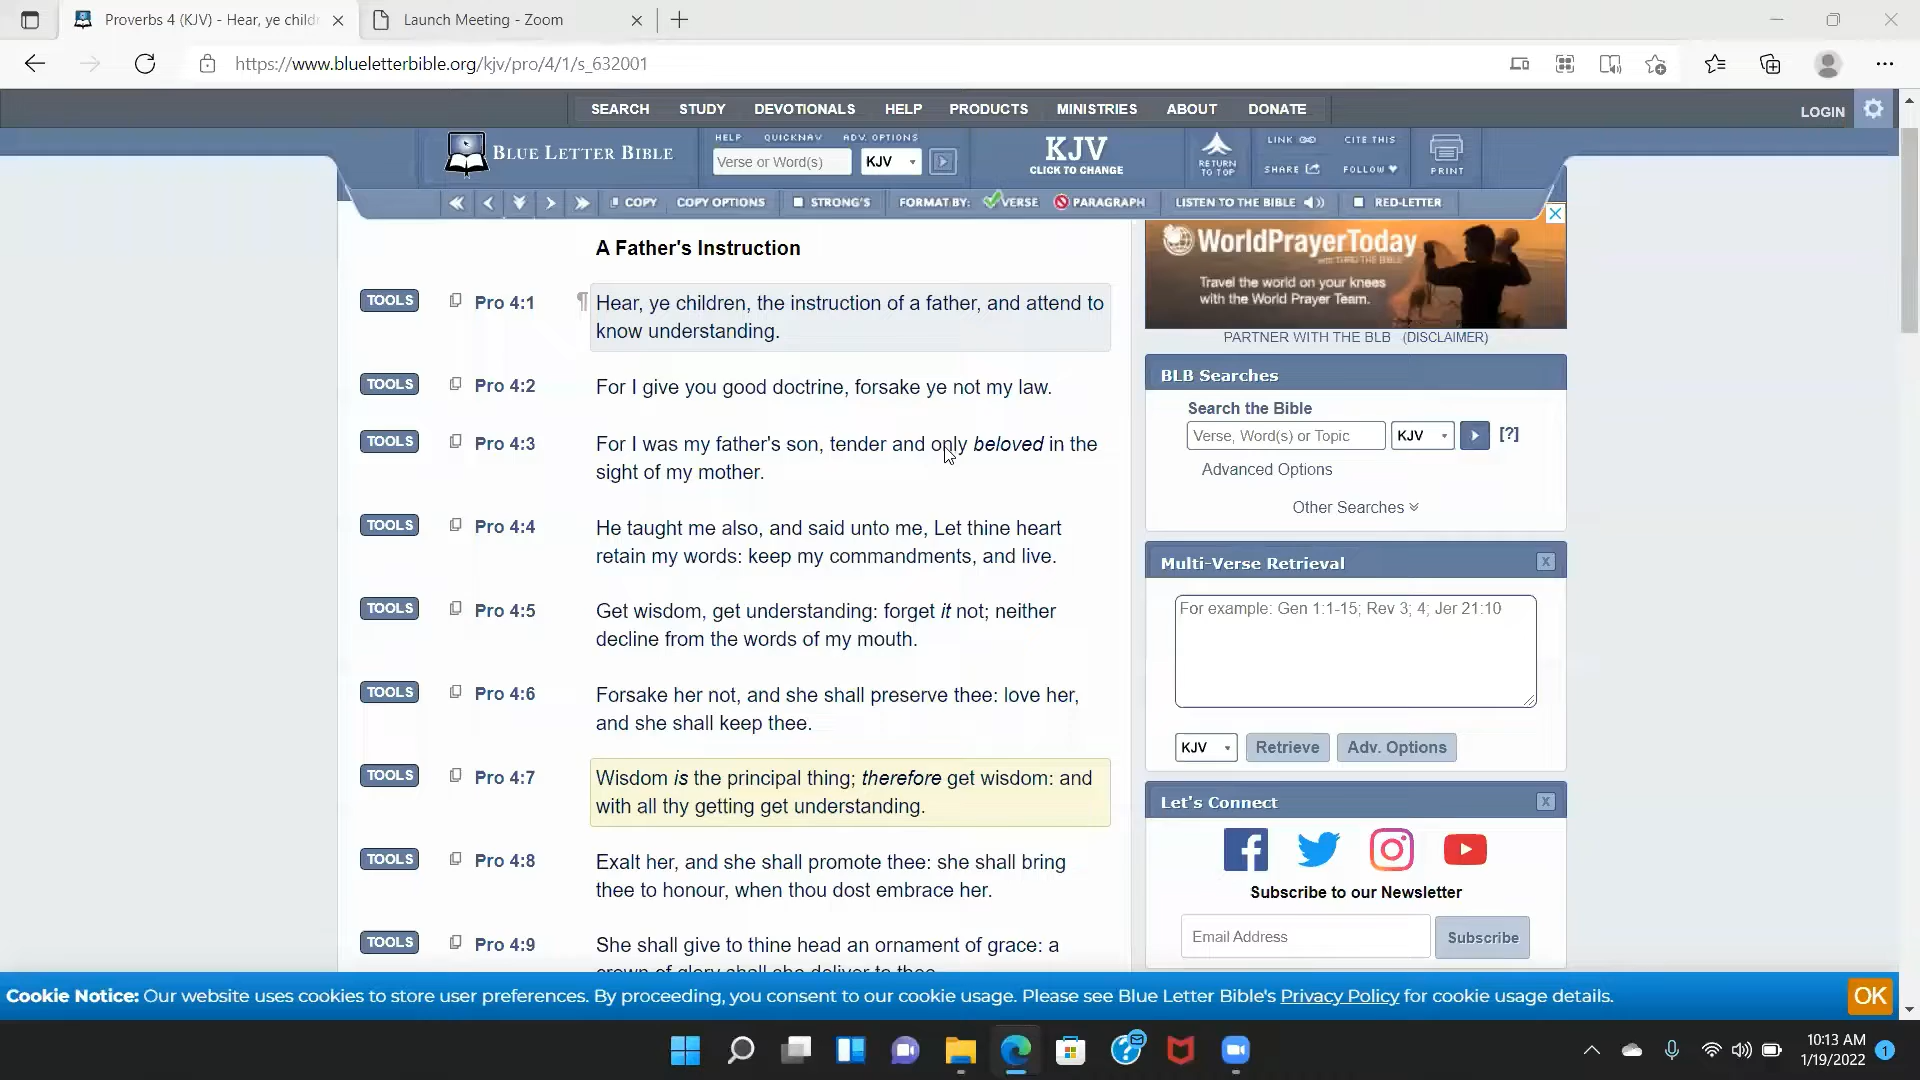 Proverbs 4 (KJV) - Hear, ye childr
Launch Meeting - Zoom
https://www.blueletterbible.org/kjv/pro/4/1/s_632001
SEARCH STUDY DEVOTIONALS HELP PRODUCTS MINISTRIES ABOUT DONATE
LOGIN
BLUE LETTER BIBLE
HELP QUICKNAV ADV. OPTIONS
Verse or Word(s) KJV
KJV
CLICK TO CHANGE
RETURN
TO TOP
LINK CITE THIS
SHARE FOLLOW
PRINT
COPY COPY OPTIONS STRONG'S FORMAT BY: VERSE PARAGRAPH LISTEN TO THE BIBLE RED-LETTER
A Father's Instruction
TOOLS Pro 4:1 ¶ Hear, ye children, the instruction of a father, and attend to
know understanding.
TOOLS Pro 4:2 For I give you good doctrine, forsake ye not my law.
TOOLS Pro 4:3 For I was my father's son, tender and only beloved in the
sight of my mother.
TOOLS Pro 4:4 He taught me also, and said unto me, Let thine heart
retain my words: keep my commandments, and live.
TOOLS Pro 4:5 Get wisdom, get understanding: forget it not; neither
decline from the words of my mouth.
TOOLS Pro 4:6 Forsake her not, and she shall preserve thee: love her,
and she shall keep thee.
TOOLS Pro 4:7 Wisdom is the principal thing; therefore get wisdom: and
with all thy getting get understanding.
TOOLS Pro 4:8 Exalt her, and she shall promote thee: she shall bring
thee to honour, when thou dost embrace her.
TOOLS Pro 4:9 She shall give to thine head an ornament of grace: a
crown of glory shall she deliver to thee.
WorldPrayerToday
with THRU THE BIBLE
Travel the world on your knees
with the World Prayer Team.
PARTNER WITH THE BLB (DISCLAIMER)
BLB Searches
Search the Bible
Verse, Word(s) or Topic KJV [?]
Advanced Options
Other Searches
Multi-Verse Retrieval X
For example: Gen 1:1-15; Rev 3; 4; Jer 21:10
KJV Retrieve Adv. Options
Let's Connect X
Subscribe to our Newsletter
Email Address Subscribe
Cookie Notice: Our website uses cookies to store user preferences. By proceeding, you consent to our cookie usage. Please see Blue Letter Bible's Privacy Policy for cookie usage details. OK
10:13 AM
1/19/2022 1